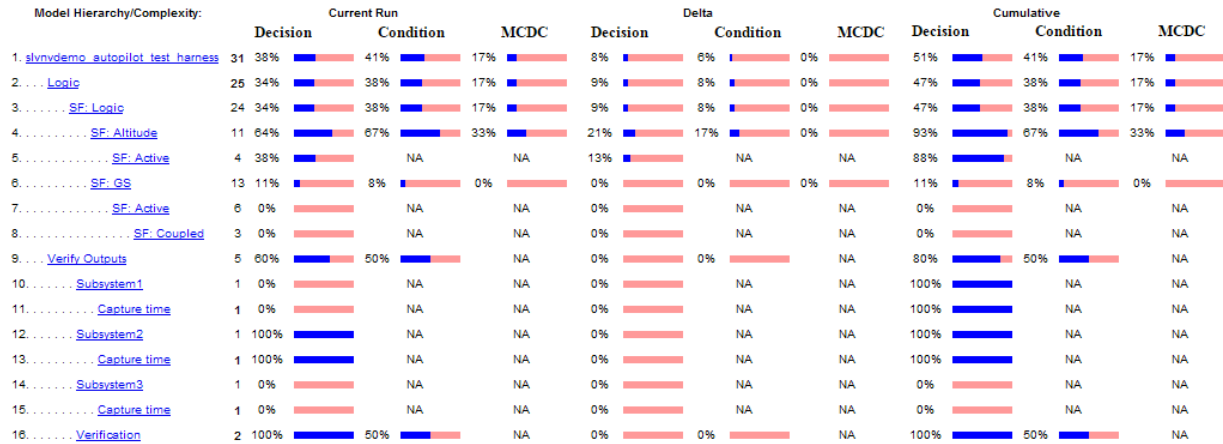 Model Hierarchy/Complexity: Current Run Delta Cumulative
Decision Condition MCDC Decision Condition MCDC Decision Condition MCDC
1. slvnvdemo_autopilot_test_harness 31 38% 41% 17% 8% 6% 0% 51% 41% 17%
2. . . . Logic 25 34% 38% 17% 9% 8% 0% 47% 38% 17%
3. . . . . . . SF: Logic 24 34% 38% 17% 9% 8% 0% 47% 38% 17%
4. . . . . . . . . . SF: Altitude 11 64% 67% 33% 21% 17% 0% 93% 67% 33%
5. . . . . . . . . . . . . SF: Active 4 38% NA NA 13% NA NA 88% NA NA
6. . . . . . . . . . SF: GS 13 11% 8% 0% 0% 0% 0% 11% 8% 0%
7. . . . . . . . . . . . . SF: Active 6 0% NA NA 0% NA NA 0% NA NA
8. . . . . . . . . . . . . . . . SF: Coupled 3 0% NA NA 0% NA NA 0% NA NA
9. . . . Verify Outputs 5 60% 50% NA 0% 0% NA 80% 50% NA
10. . . . . . . Subsystem1 1 0% NA NA 0% NA NA 100% NA NA
11. . . . . . . . . . Capture time 1 0% NA NA 0% NA NA 100% NA NA
12. . . . . . . Subsystem2 1 100% NA NA 0% NA NA 100% NA NA
13. . . . . . . . . . Capture time 1 100% NA NA 0% NA NA 100% NA NA
14. . . . . . . Subsystem3 1 0% NA NA 0% NA NA 0% NA NA
15. . . . . . . . . . Capture time 1 0% NA NA 0% NA NA 0% NA NA
16. . . . . . . Verification 2 100% 50% NA 0% 0% NA 100% 50% NA